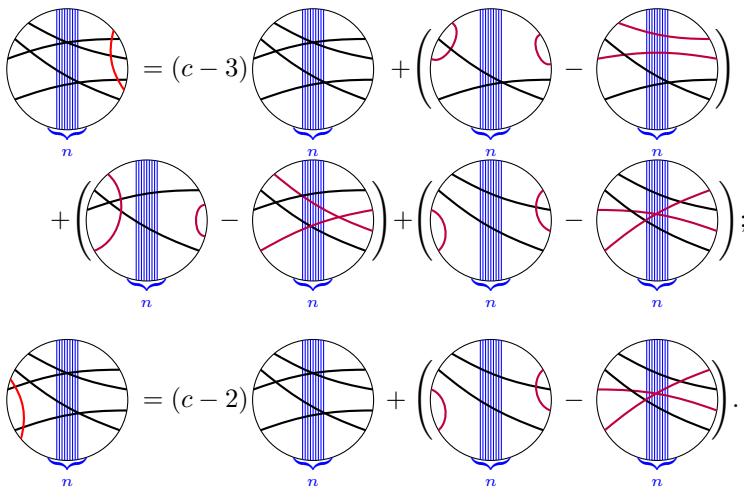 = (c − 3) + ( − )
n n n n
+ ( − ) + ( − ) ;
n n n n
= (c − 2) + ( − ) .
n n n n